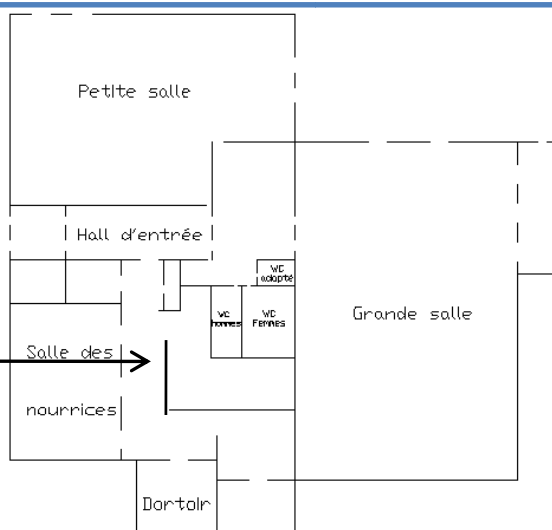 Petite salle
Hall d'entrée
WC
adapté
WC
hommes
WC
Femmes
Grande salle
Salle des
nourrices
Dortoir